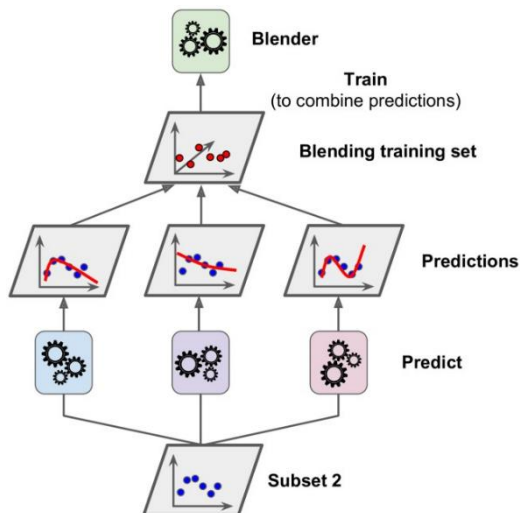 Blender
Train
(to combine predictions)
Blending training set
Predictions
Predict
Subset 2